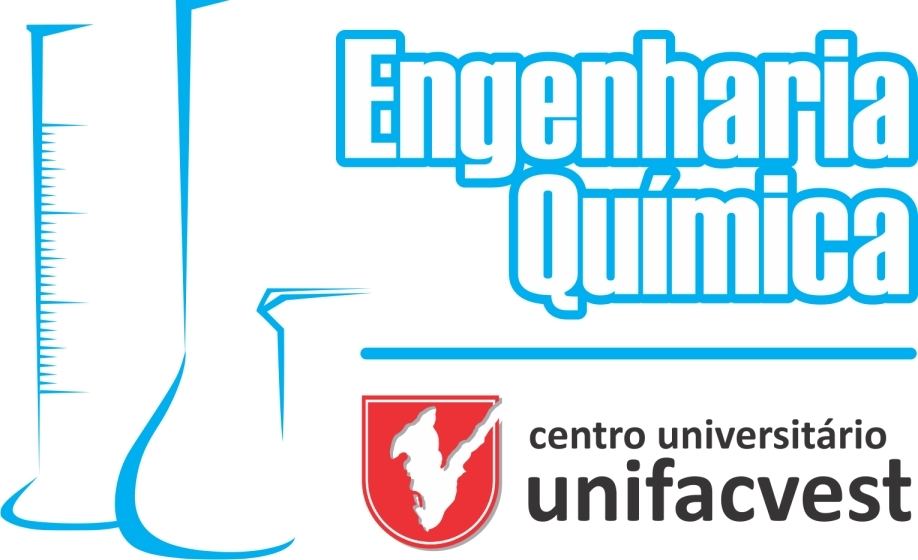 Engenharia
Química
centro universitário
unifacvest